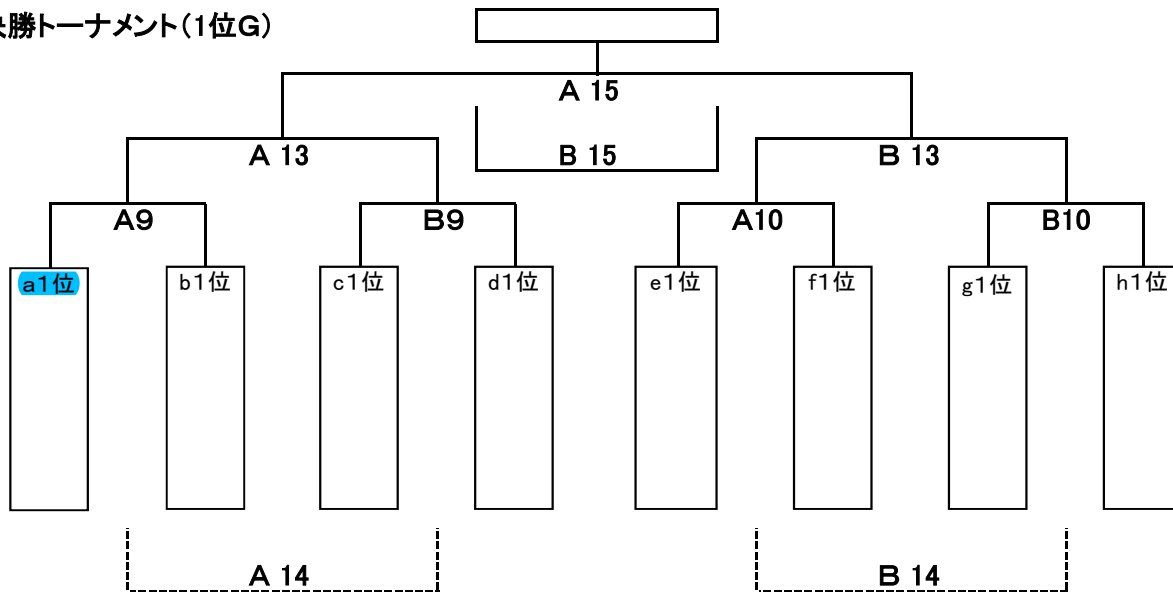 決勝トーナメント(1位G)
A 15
A 13
B 15
B 13
A9
B9
A10
B10
a1位
b1位
c1位
d1位
e1位
f1位
g1位
h1位
A 14
B 14